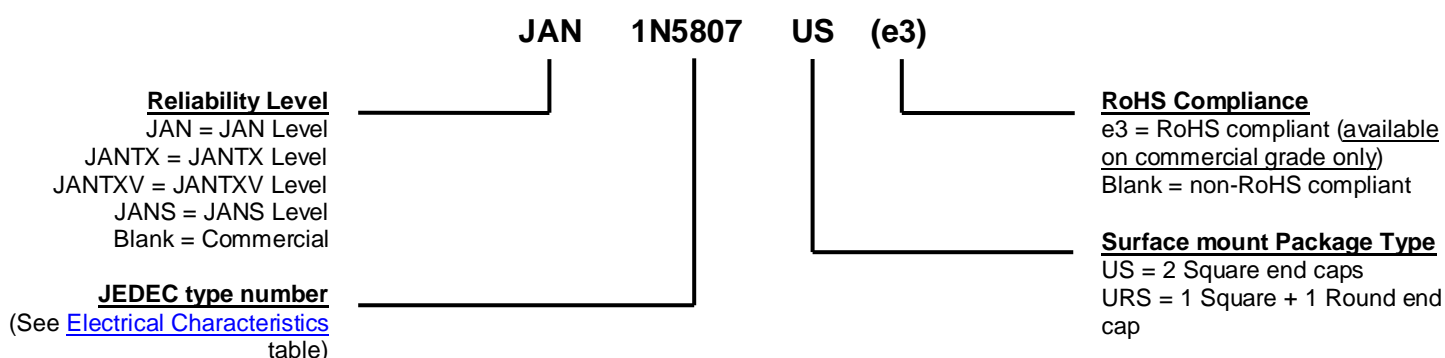 JAN 1N5807 US (e3)
Reliability Level
JAN = JAN Level
JANTX = JANTX Level
JANTXV = JANTXV Level
JANS = JANS Level
Blank = Commercial
JEDEC type number
(See Electrical Characteristics
table)
RoHS Compliance
e3 = RoHS compliant (available
on commercial grade only)
Blank = non-RoHS compliant
Surface mount Package Type
US = 2 Square end caps
URS = 1 Square + 1 Round end
cap